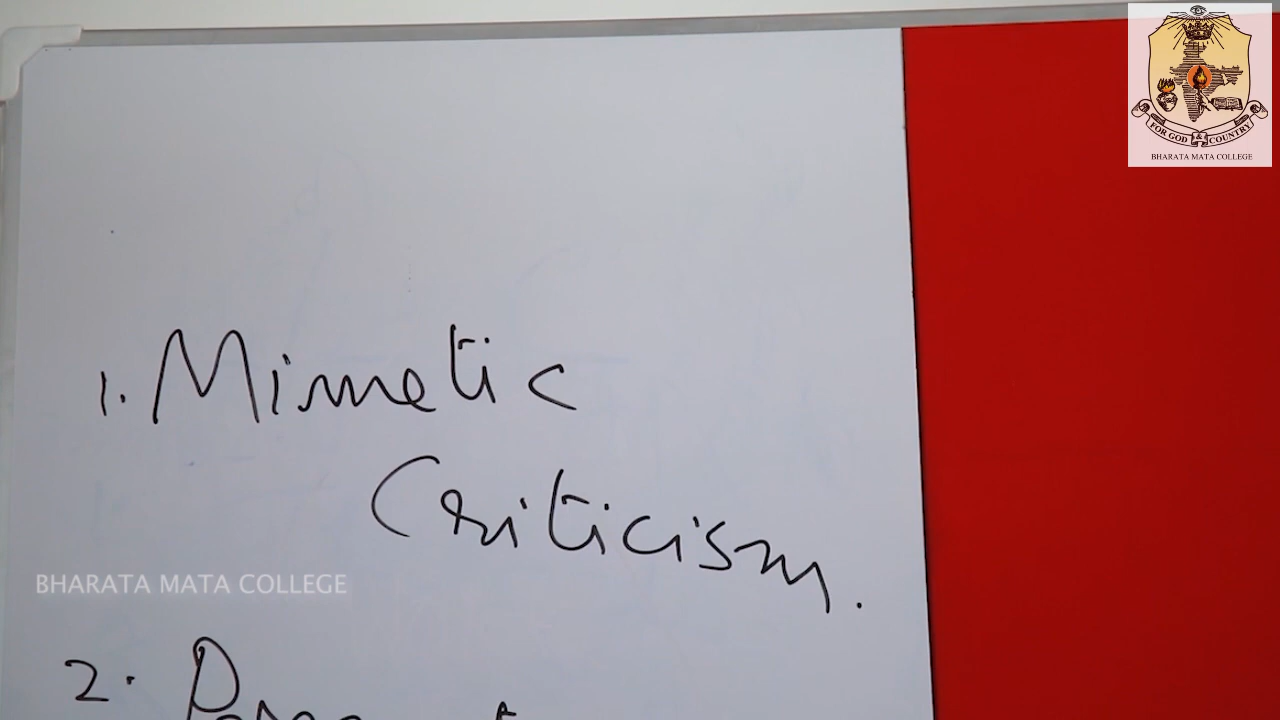 FOR GOD & COUNTRY
BHARATA MATA COLLEGE
1. Mimetic
Criticism.
BHARATA MATA COLLEGE
2.